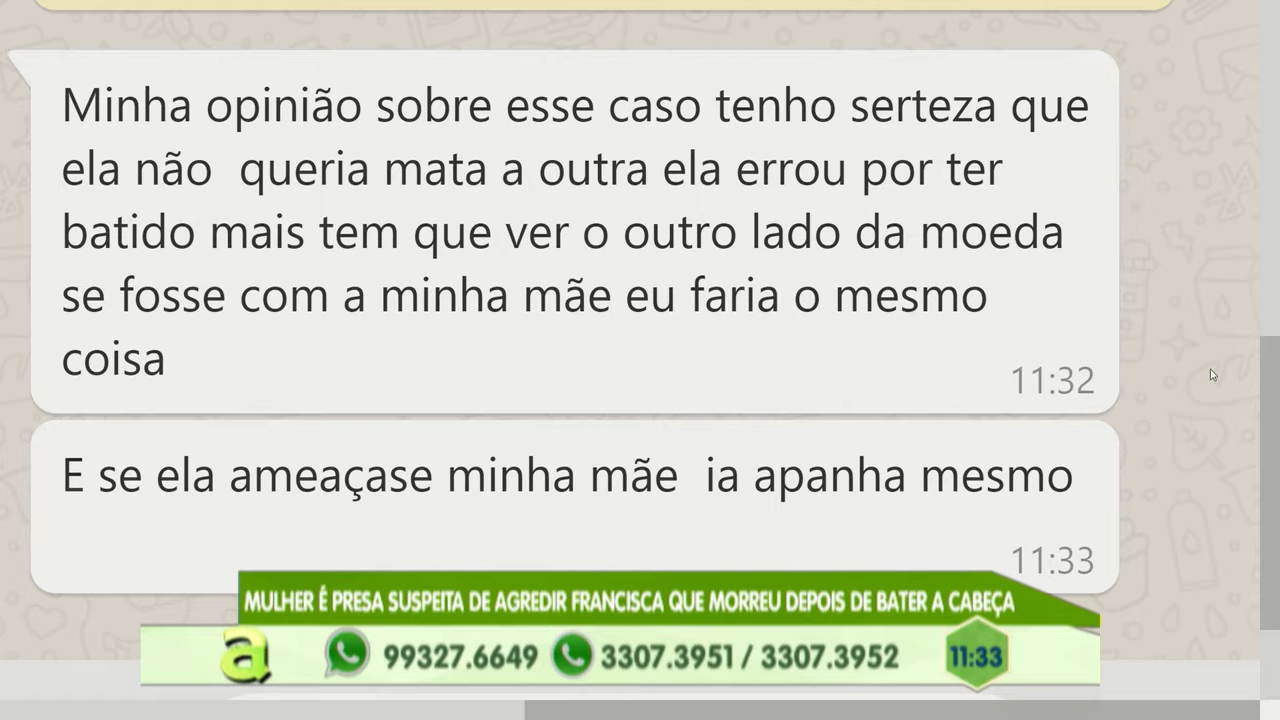 Minha opinião sobre esse caso tenho serteza que
ela não  queria mata a outra ela errou por ter
batido mais tem que ver o outro lado da moeda
se fosse com a minha mãe eu faria o mesmo
coisa
11:32
E se ela ameaçase minha mãe  ia apanha mesmo
11:33
MULHER É PRESA SUSPEITA DE AGREDIR FRANCISCA QUE MORREU DEPOIS DE BATER A CABEÇA
a 99327.6649 3307.3951 / 3307.3952 11:33